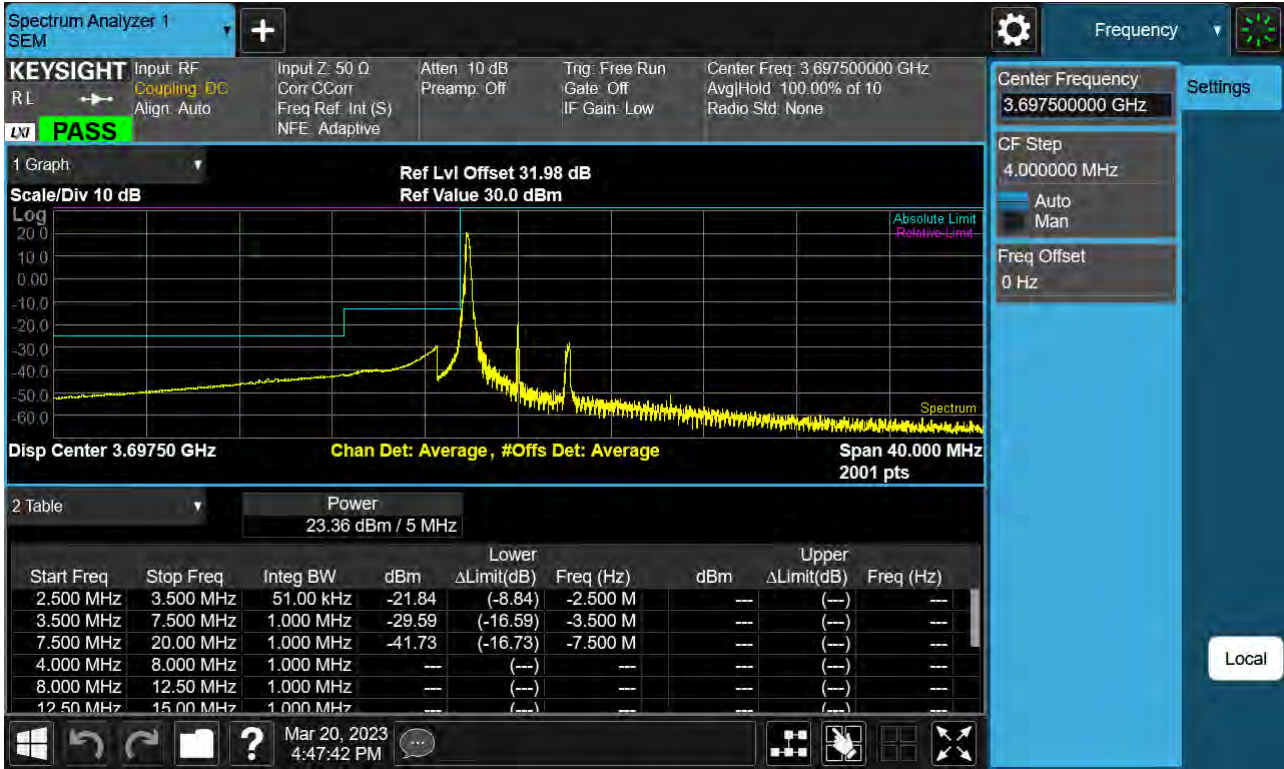 Spectrum Analyzer 1
SEM
+
Frequency
KEYSIGHT
RL
LXI
PASS
Input: RF
Coupling: DC
Align: Auto
Input Z: 50 Ω
Corr CCorr
Freq Ref: Int (S)
NFE: Adaptive
Atten: 10 dB
Preamp: Off
Trig: Free Run
Gate: Off
IF Gain: Low
Center Freq: 3.697500000 GHz
Avg|Hold: 100.00% of 10
Radio Std: None
Center Frequency
3.697500000 GHz
Settings
CF Step
4.000000 MHz
Auto
Man
Freq Offset
0 Hz
1 Graph
Scale/Div 10 dB
Ref Lvl Offset 31.98 dB
Ref Value 30.0 dBm
Log
Absolute Limit
Relative Limit
20.0
10.0
0.00
-10.0
-20.0
-30.0
-40.0
-50.0
-60.0
Spectrum
Disp Center 3.69750 GHz
Chan Det: Average, #Offs Det: Average
Span 40.000 MHz
2001 pts
2 Table
Power
23.36 dBm / 5 MHz
Lower Upper
Start Freq Stop Freq Integ BW dBm ΔLimit(dB) Freq (Hz) dBm ΔLimit(dB) Freq (Hz)
2.500 MHz 3.500 MHz 51.00 kHz -21.84 (-8.84) -2.500 M --- (---) ---
3.500 MHz 7.500 MHz 1.000 MHz -29.59 (-16.59) -3.500 M --- (---) ---
7.500 MHz 20.00 MHz 1.000 MHz -41.73 (-16.73) -7.500 M --- (---) ---
4.000 MHz 8.000 MHz 1.000 MHz --- (---) --- --- (---) ---
8.000 MHz 12.50 MHz 1.000 MHz --- (---) --- --- (---) ---
12.50 MHz 15.00 MHz 1.000 MHz --- (---) --- --- (---) ---
Local
?
Mar 20, 2023
4:47:42 PM